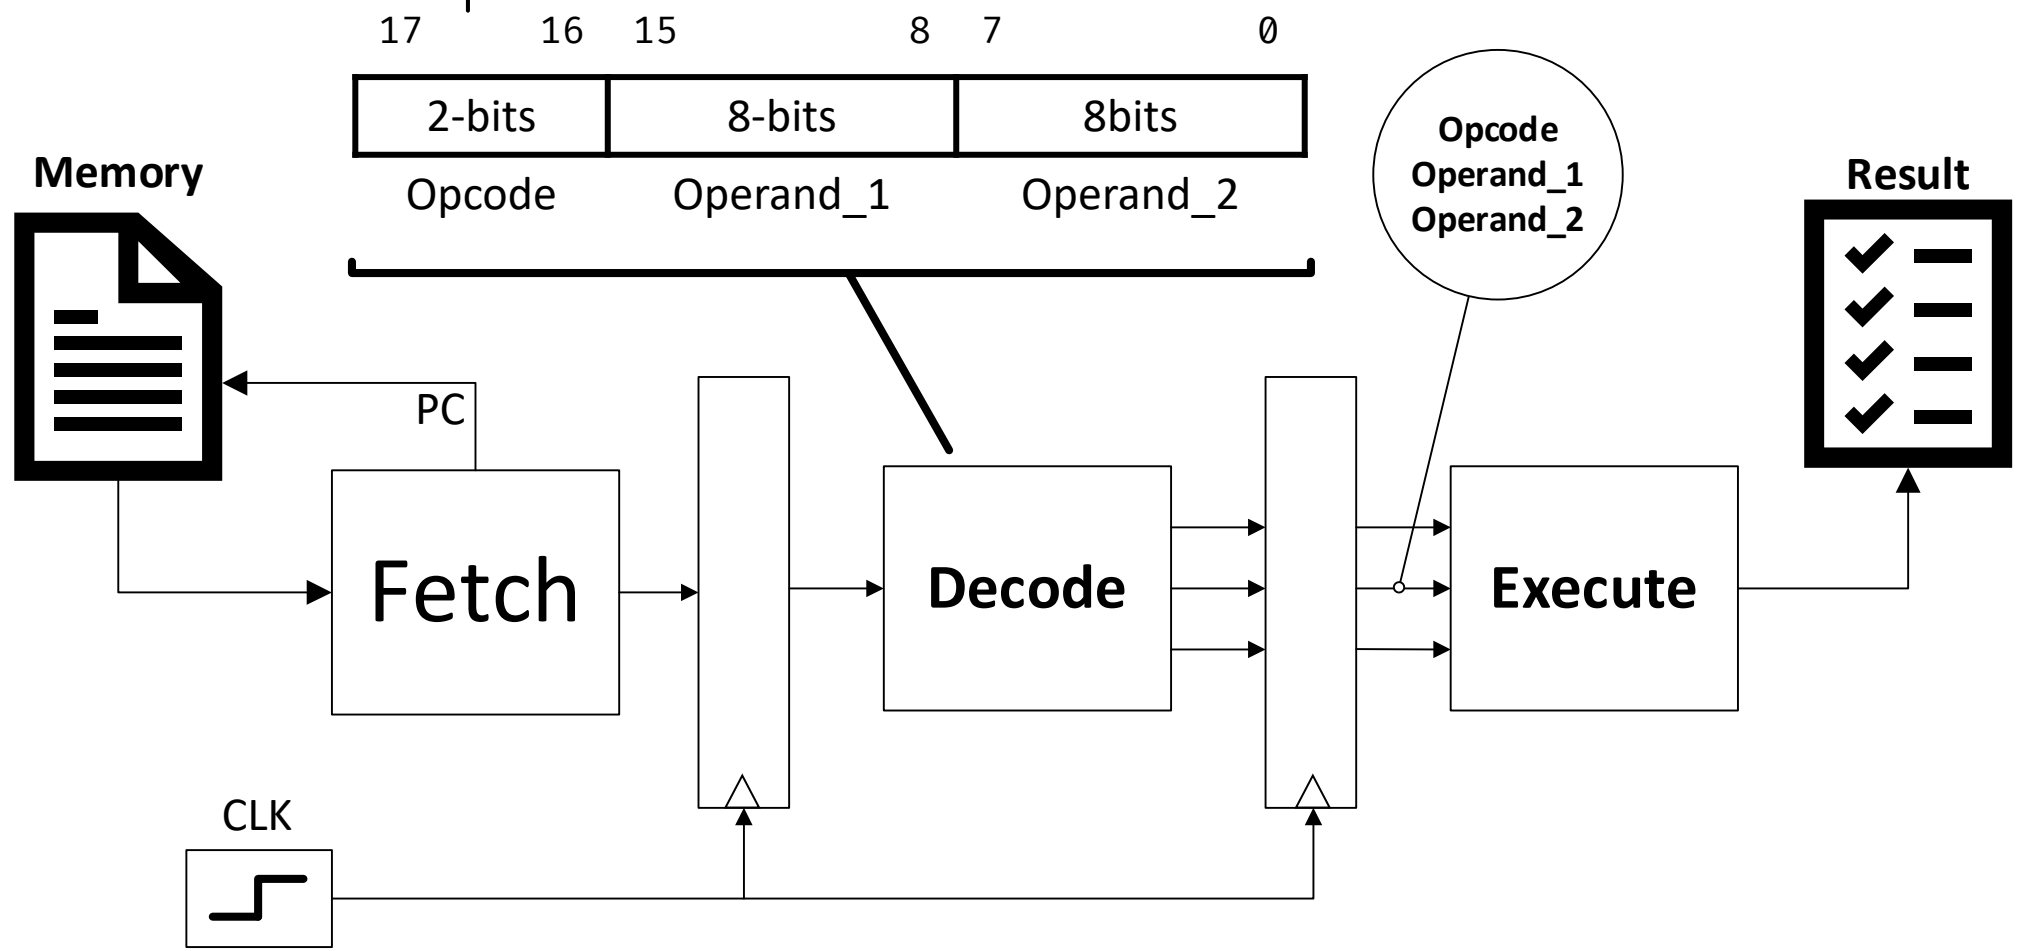 17 16 15 8 7 0
2-bits 8-bits 8bits
Opcode Operand_1 Operand_2
Opcode
Operand_1
Operand_2
Memory
Result
PC
Fetch
Decode
Execute
CLK